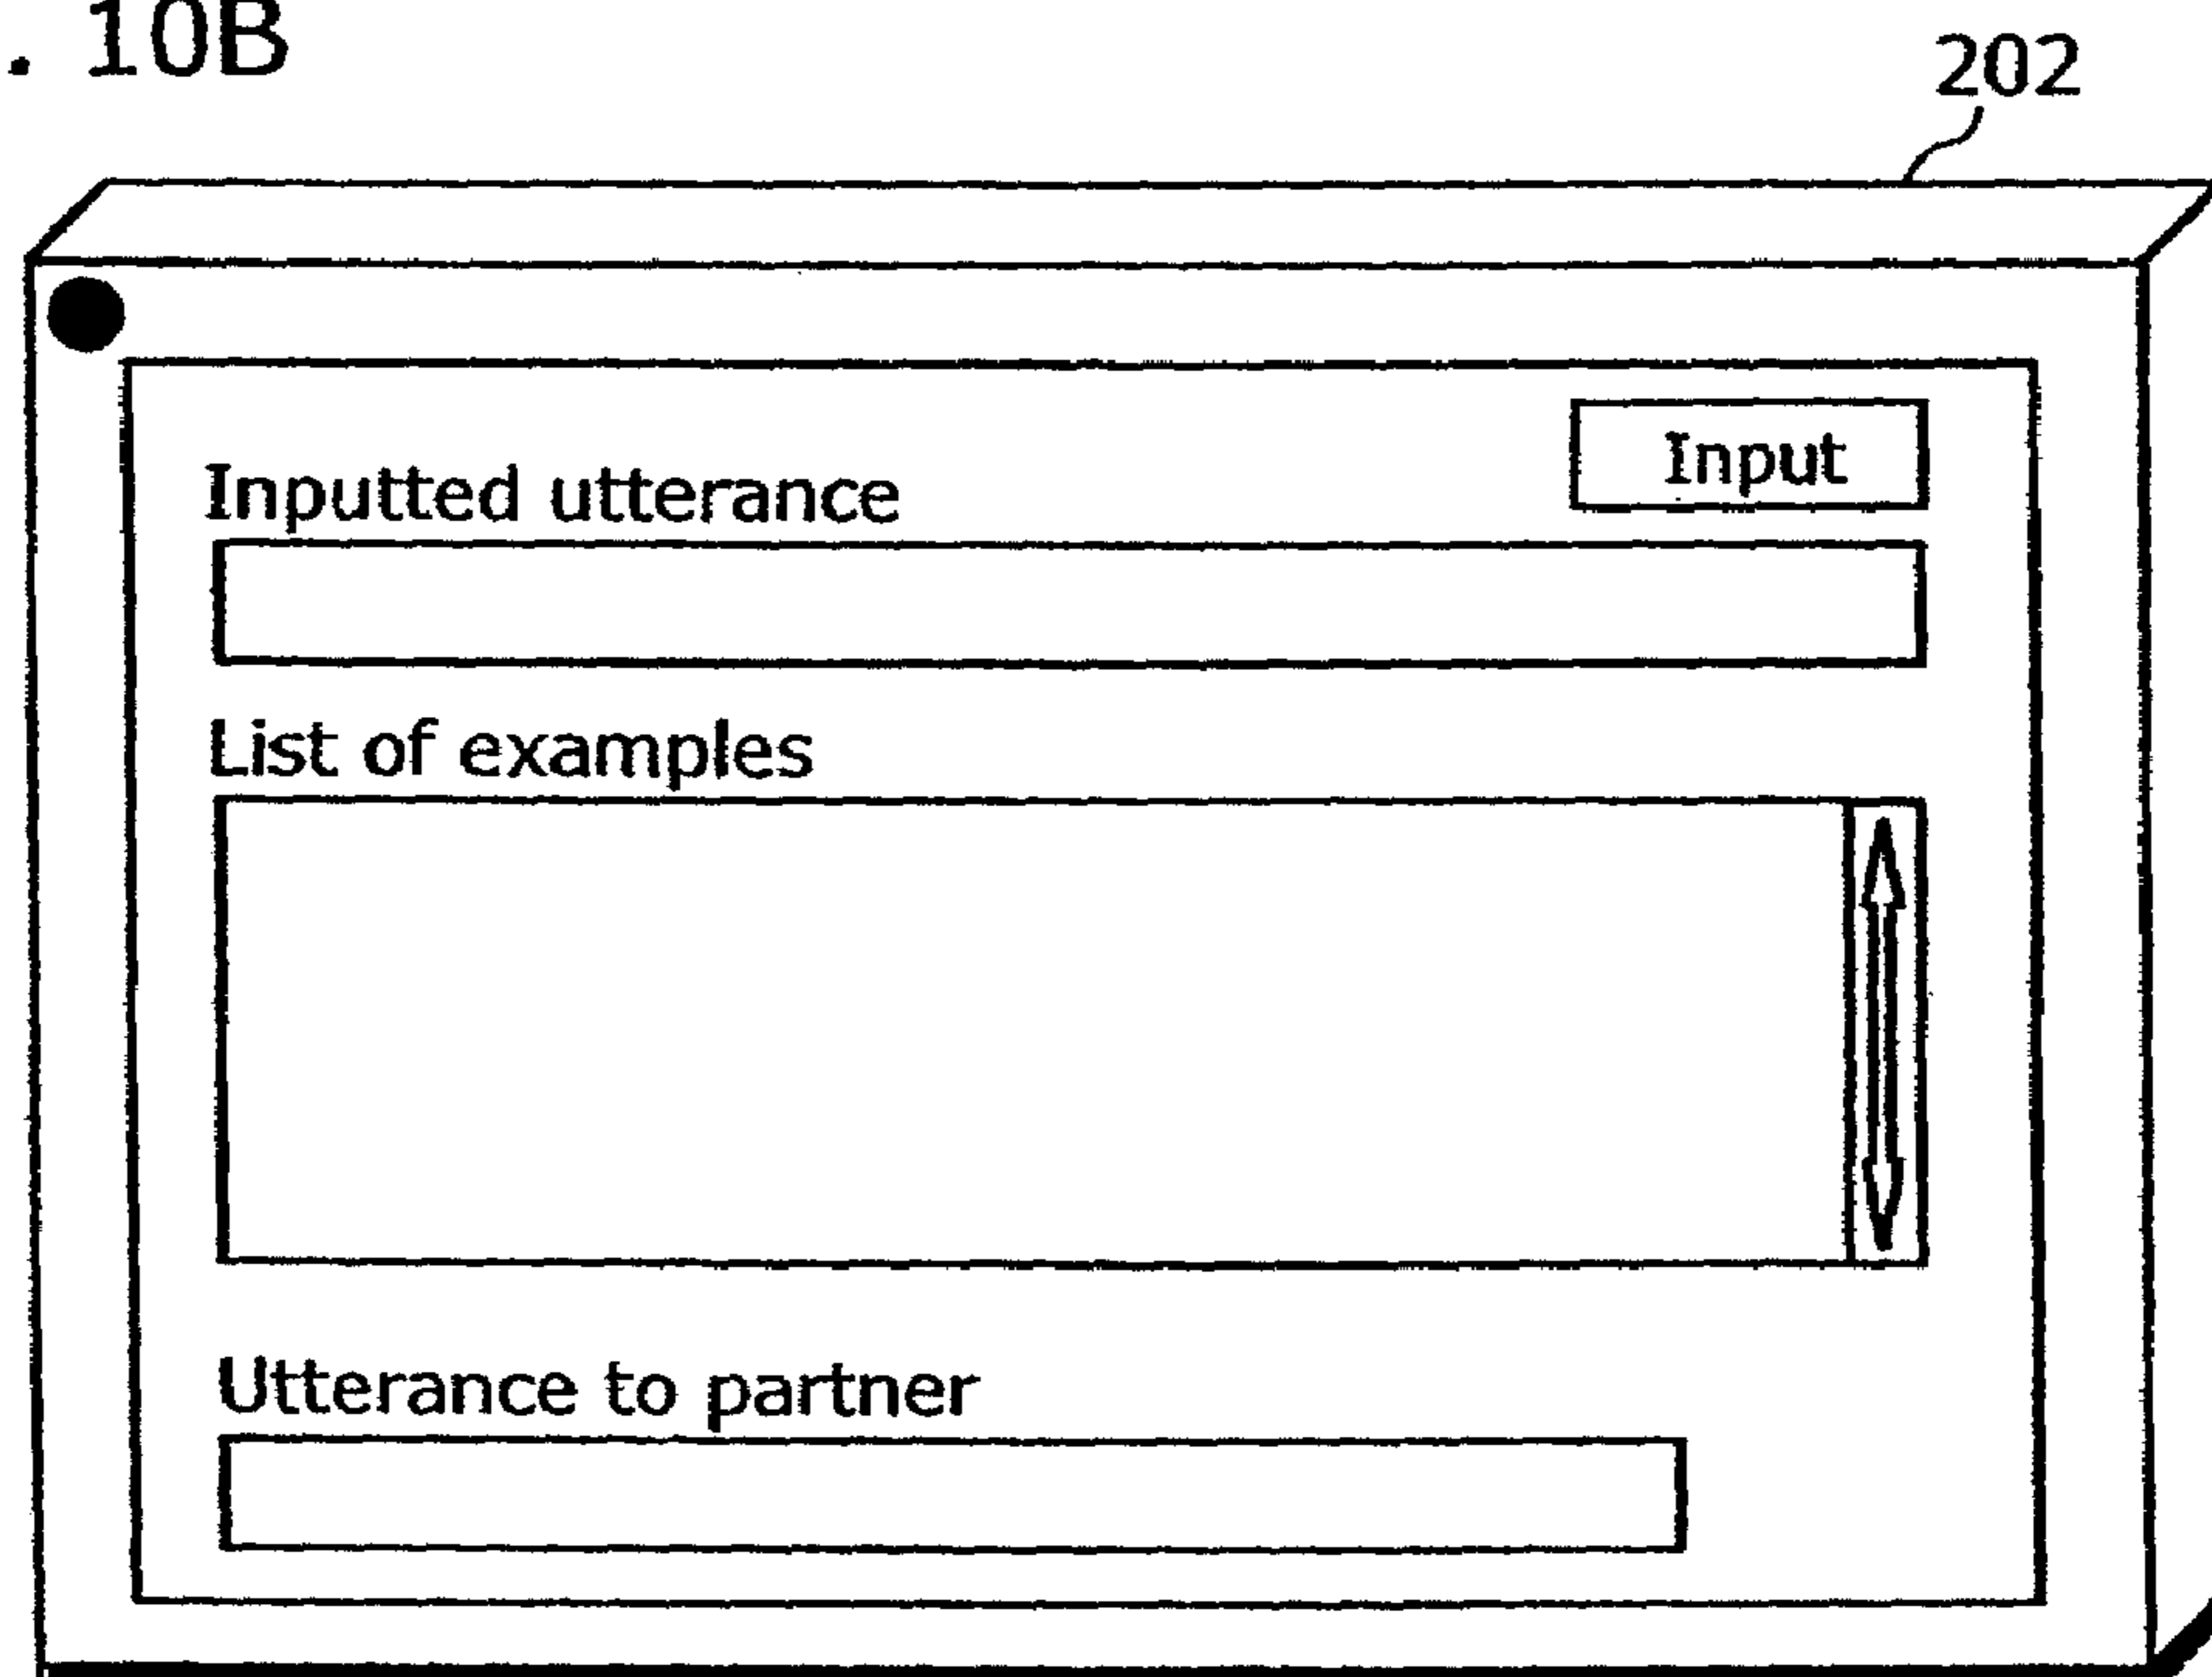 . 10B
202
Input
Inputted utterance
List of examples
Utterance to partner